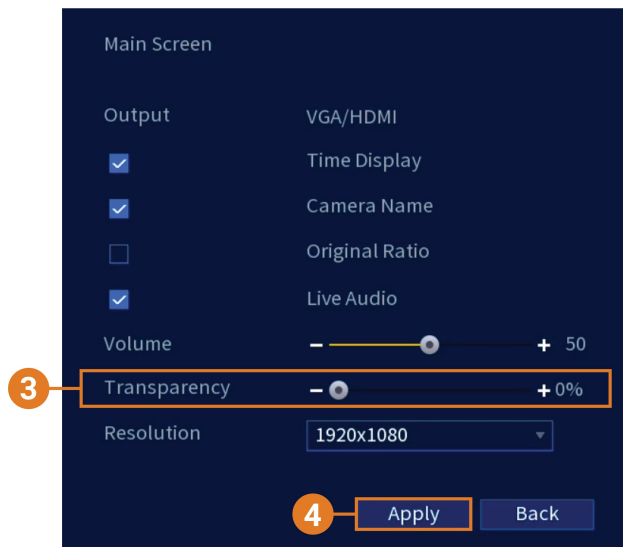 Main Screen
Output VGA/HDMI
Time Display
Camera Name
Original Ratio
Live Audio
Volume - + 50
3 Transparency - + 0%
Resolution 1920x1080
4 Apply Back